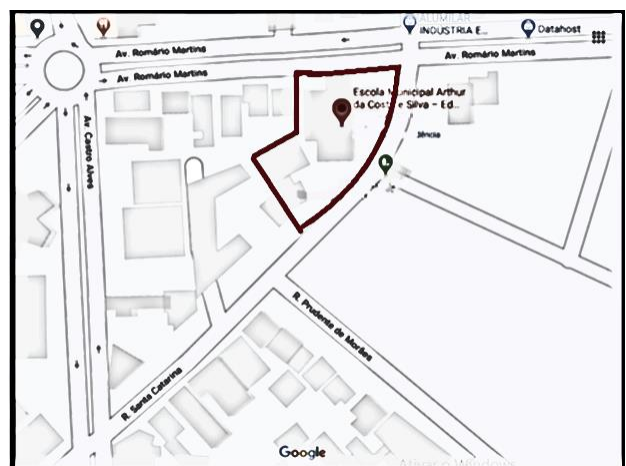 ALUMILAR
INDUSTRIA E...
Datahost
Av. Romário Martins
Av. Romário Martins
Av. Romário Martins
Escola Municipal Arthur
da Costa e Silva - Ed...
Av Castro Alves
R. Prudente de Morães
R. Santa Catarina
Google
Ativar o Windows